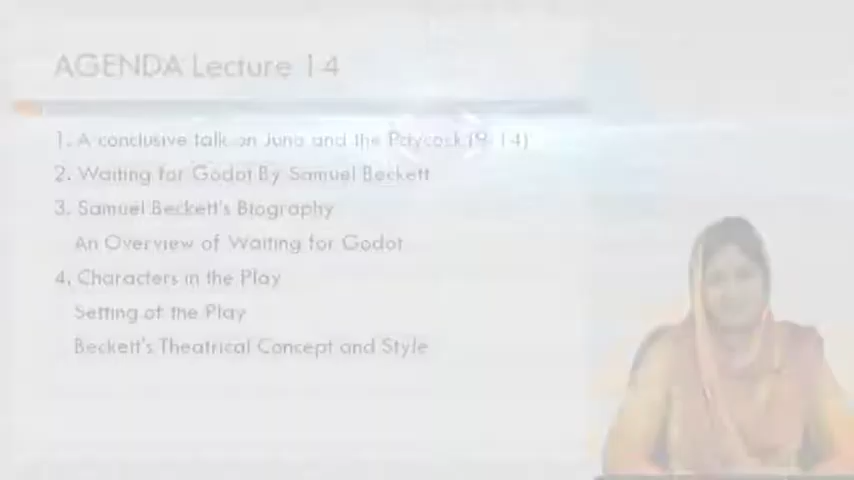 AGENDA Lecture 14
1. A conclusive talk on Juno and the Paycock (9-14)
2. Waiting for Godot By Samuel Beckett
3. Samuel Beckett's Biography
An Overview of Waiting for Godot
4. Characters in the Play
Setting of the Play
Beckett's Theatrical Concept and Style